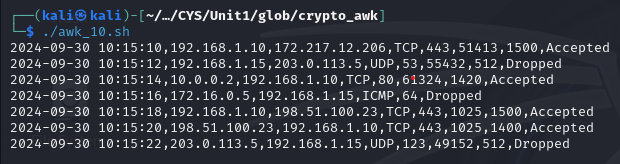 (kali㉿kali)-[~/…/CYS/Unit1/glob/crypto_awk]
$ ./awk_10.sh
2024-09-30 10:15:10,192.168.1.10,172.217.12.206,TCP,443,51413,1500,Accepted
2024-09-30 10:15:12,192.168.1.15,203.0.113.5,UDP,53,55432,512,Dropped
2024-09-30 10:15:14,10.0.0.2,192.168.1.10,TCP,80,61324,1420,Accepted
2024-09-30 10:15:16,172.16.0.5,192.168.1.15,ICMP,64,Dropped
2024-09-30 10:15:18,192.168.1.10,198.51.100.23,TCP,443,1025,1500,Accepted
2024-09-30 10:15:20,198.51.100.23,192.168.1.10,TCP,443,1025,1400,Accepted
2024-09-30 10:15:22,203.0.113.5,192.168.1.15,UDP,123,49152,512,Dropped